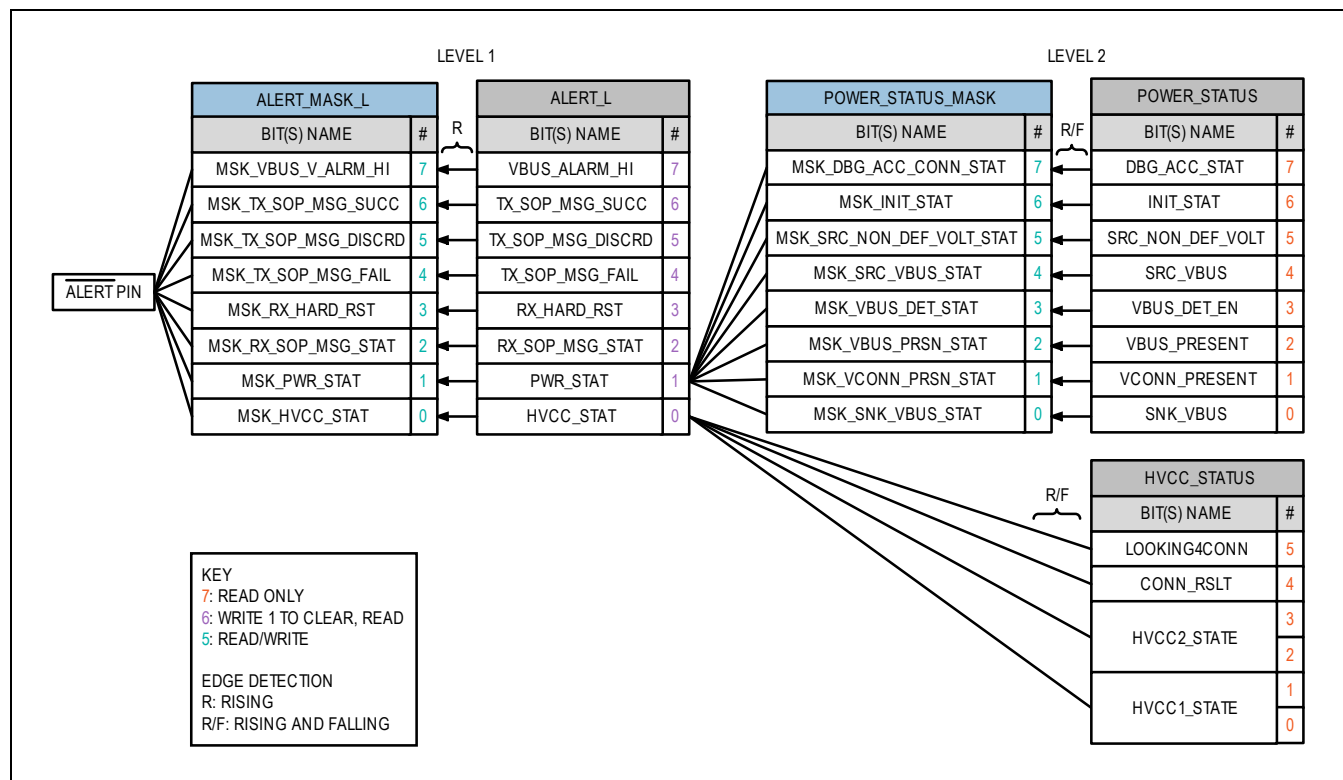 LEVEL 1
LEVEL 2
ALERT_MASK_L
BIT(S) NAME #
MSK_VBUS_V_ALRM_HI 7
MSK_TX_SOP_MSG_SUCC 6
MSK_TX_SOP_MSG_DISCRD 5
MSK_TX_SOP_MSG_FAIL 4
MSK_RX_HARD_RST 3
MSK_RX_SOP_MSG_STAT 2
MSK_PWR_STAT 1
MSK_HVCC_STAT 0
ALERT PIN
R
ALERT_L
BIT(S) NAME #
VBUS_ALARM_HI 7
TX_SOP_MSG_SUCC 6
TX_SOP_MSG_DISCRD 5
TX_SOP_MSG_FAIL 4
RX_HARD_RST 3
RX_SOP_MSG_STAT 2
PWR_STAT 1
HVCC_STAT 0
POWER_STATUS_MASK
BIT(S) NAME #
MSK_DBG_ACC_CONN_STAT 7
MSK_INIT_STAT 6
MSK_SRC_NON_DEF_VOLT_STAT 5
MSK_SRC_VBUS_STAT 4
MSK_VBUS_DET_STAT 3
MSK_VBUS_PRSN_STAT 2
MSK_VCONN_PRSN_STAT 1
MSK_SNK_VBUS_STAT 0
R/F
POWER_STATUS
BIT(S) NAME #
DBG_ACC_STAT 7
INIT_STAT 6
SRC_NON_DEF_VOLT 5
SRC_VBUS 4
VBUS_DET_EN 3
VBUS_PRESENT 2
VCONN_PRESENT 1
SNK_VBUS 0
R/F
HVCC_STATUS
BIT(S) NAME #
LOOKING4CONN 5
CONN_RSLT 4
HVCC2_STATE 3
2
HVCC1_STATE 1
0
KEY
7: READ ONLY
6: WRITE 1 TO CLEAR, READ
5: READ/WRITE
EDGE DETECTION
R: RISING
R/F: RISING AND FALLING